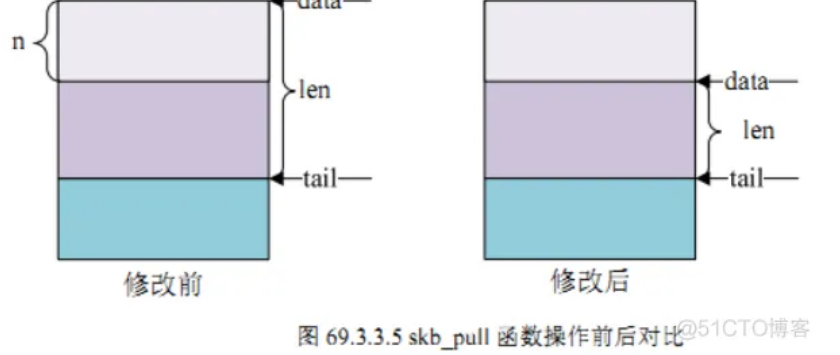 data
n
len
tail
修改前
data
len
tail
修改后
图 69.3.3.5 skb_pull 函数操作前后对比
@51CTO博客